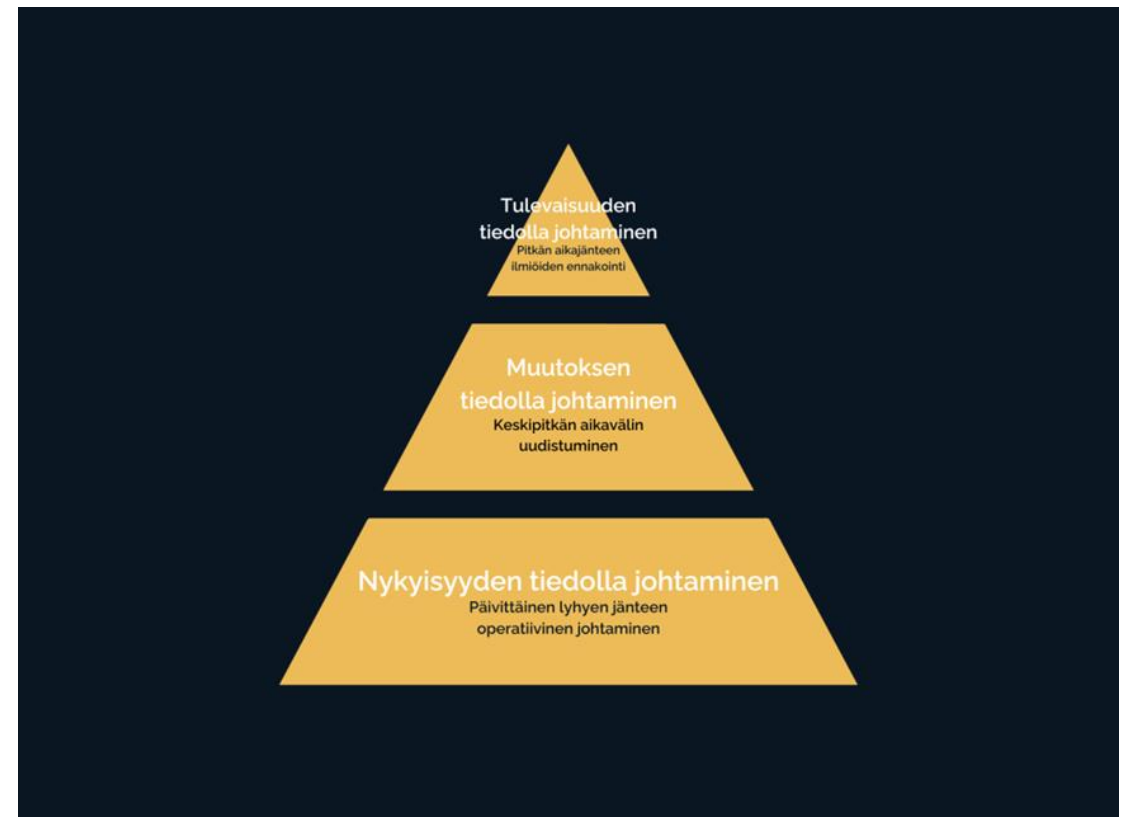 Tulevaisuuden
tiedolla johtaminen
Pitkän aikajänteen
ilmiöiden ennakointi
Muutoksen
tiedolla johtaminen
Keskipitkän aikavälin
uudistuminen
Nykyisyyden tiedolla johtaminen
Päivittäinen lyhyen jänteen
operatiivinen johtaminen